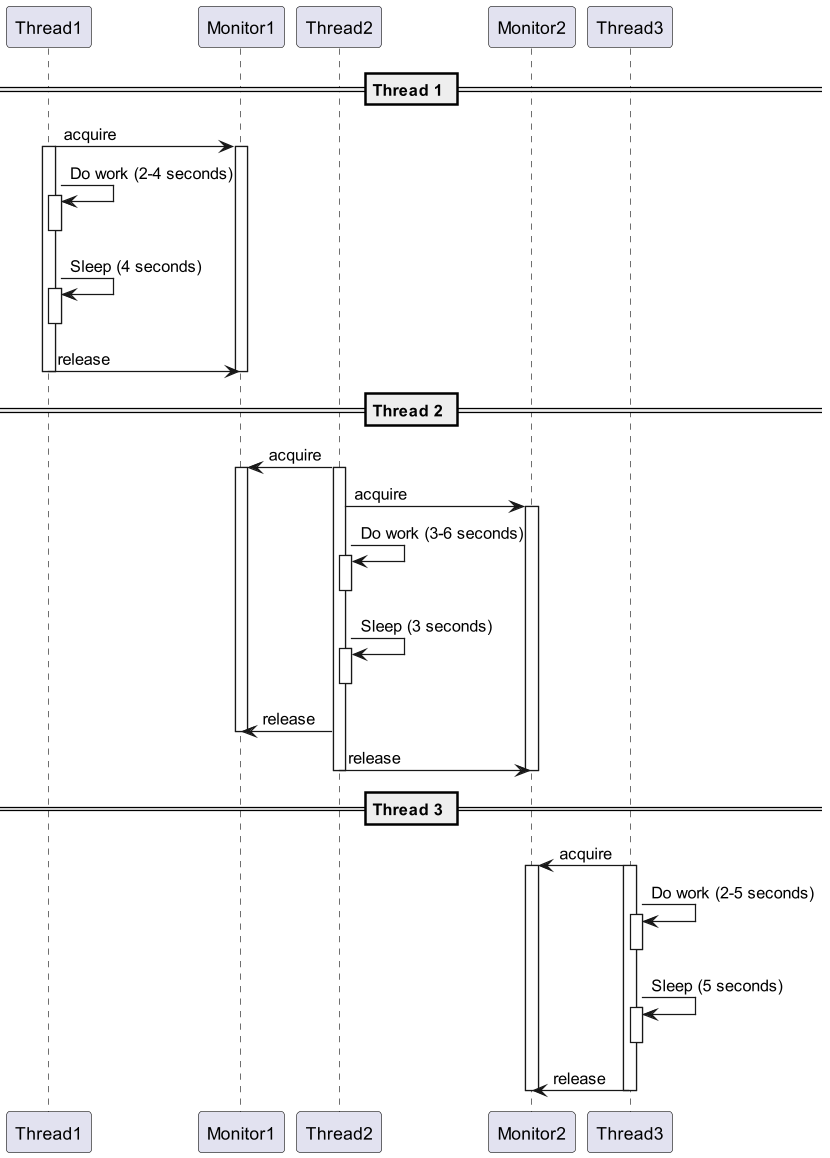 Thread1 Monitor1 Thread2 Monitor2 Thread3
Thread 1
acquire
Do work (2-4 seconds)
Sleep (4 seconds)
release
Thread 2
acquire
acquire
Do work (3-6 seconds)
Sleep (3 seconds)
release
release
Thread 3
acquire
Do work (2-5 seconds)
Sleep (5 seconds)
release
Thread1 Monitor1 Thread2 Monitor2 Thread3